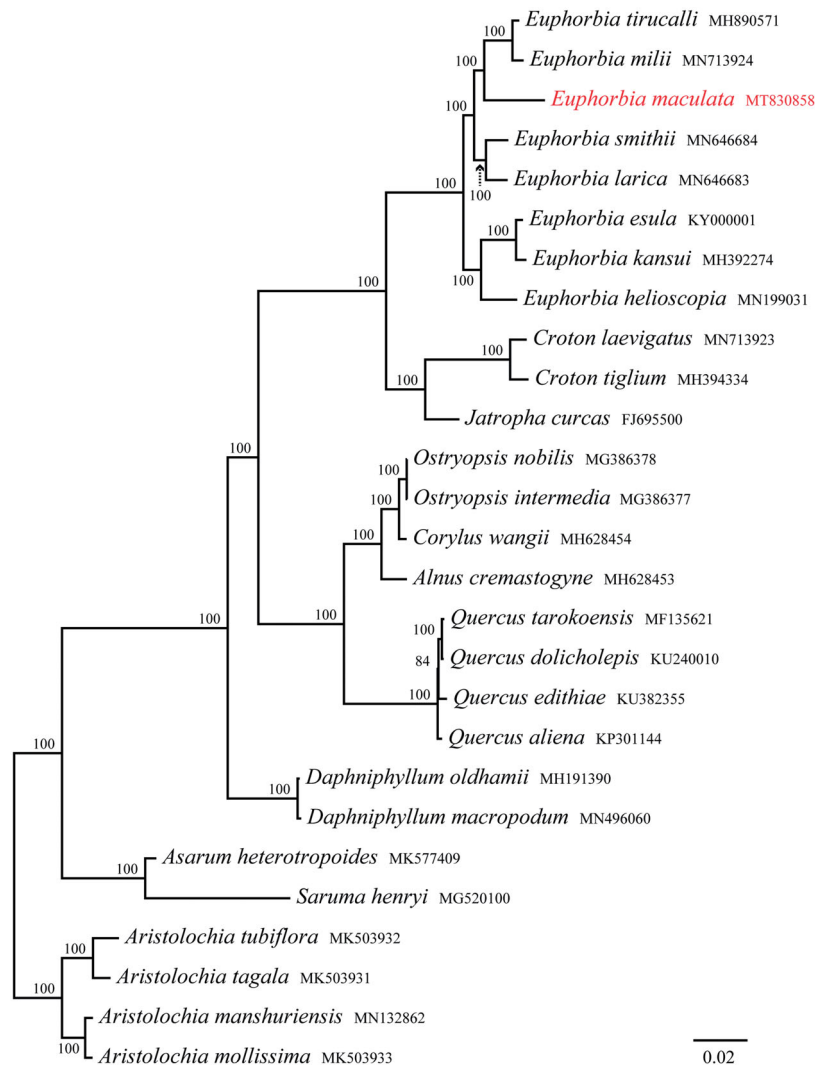 Euphorbia tirucalli MH890571
100
Euphorbia milii MN713924
100
Euphorbia maculata MT830858
100
Euphorbia smithii MN646684
Euphorbia larica MN646683
100
100
Euphorbia esula KY000001
100
Euphorbia kansui MH392274
100
100
Euphorbia helioscopia MN199031
Croton laevigatus MN713923
100
Croton tiglium MH394334
100
Jatropha curcas FJ695500
100
Ostryopsis nobilis MG386378
100
Ostryopsis intermedia MG386377
100
Corylus wangii MH628454
100
Alnus cremastogyne MH628453
100
100
Quercus tarokoensis MF135621
100
Quercus dolicholepis KU240010
84
Quercus edithiae KU382355
100
Quercus aliena KP301144
100
Daphniphyllum oldhamii MH191390
100
Daphniphyllum macropodum MN496060
Asarum heterotropoides MK577409
100
Saruma henryi MG520100
Aristolochia tubiflora MK503932
100
Aristolochia tagala MK503931
100
Aristolochia manshuriensis MN132862
100
Aristolochia mollissima MK503933
0.02